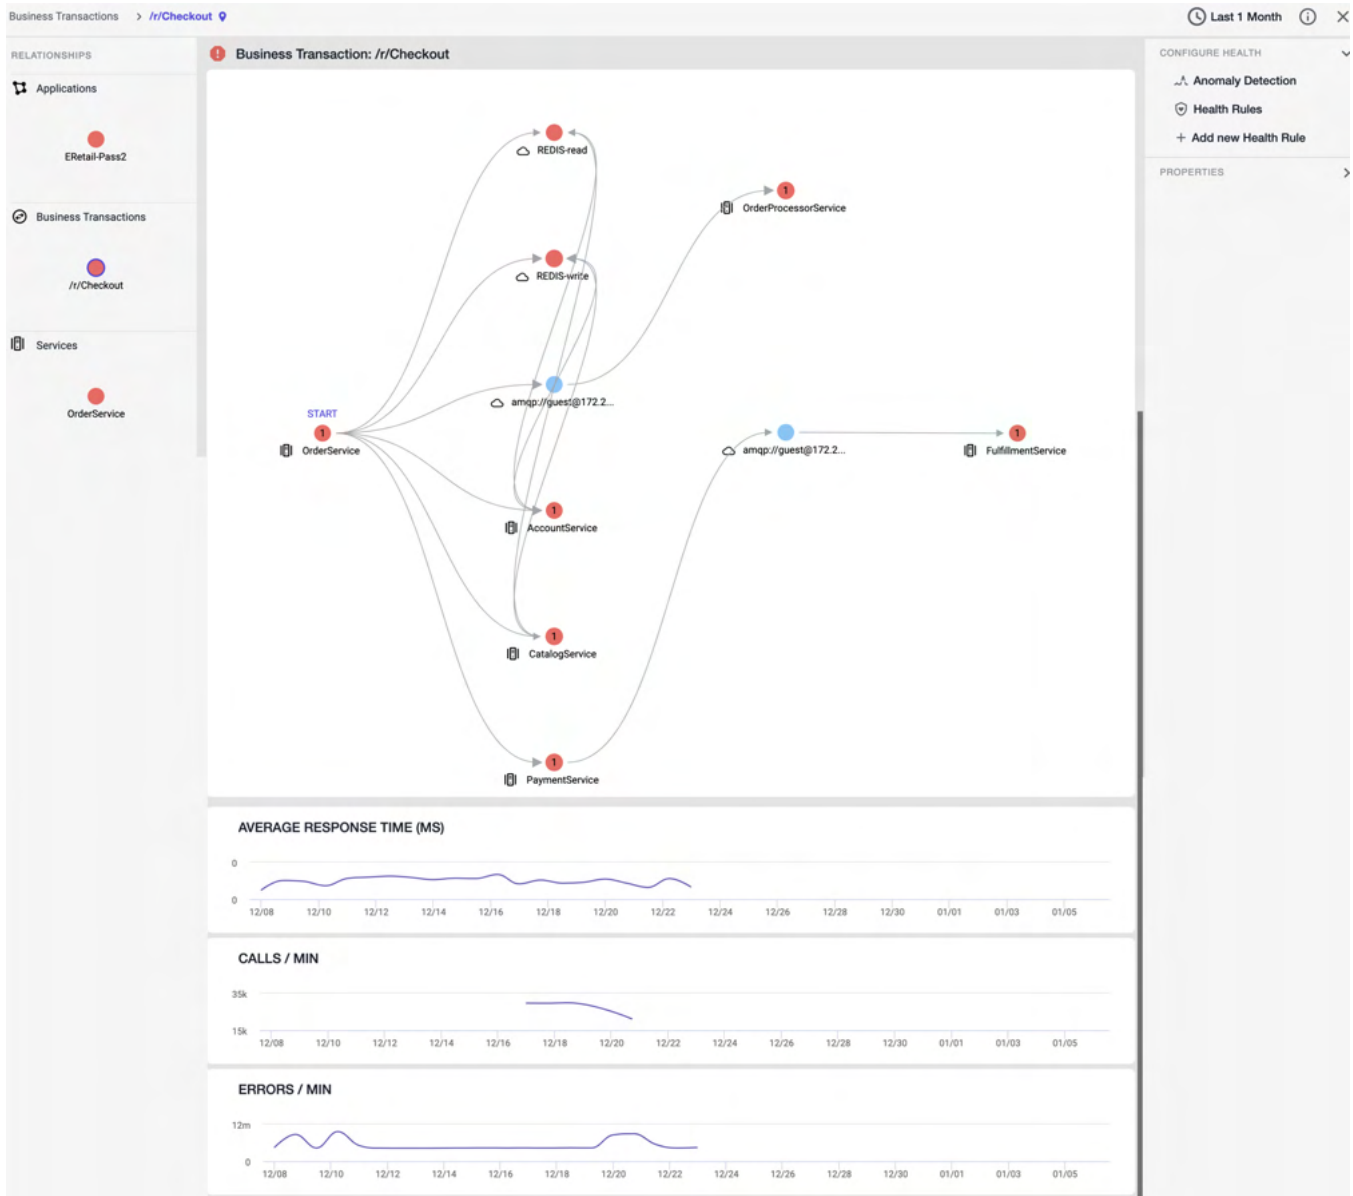 Business Transactions > /r/Checkout
Last 1 Month
RELATIONSHIPS
Applications
ERetail-Pass2
Business Transactions
/r/Checkout
Services
OrderService
Business Transaction: /r/Checkout
REDIS-read
1
OrderProcessorService
REDIS-write
amqp://guest@172.2...
START
1
OrderService
amqp://guest@172.2...
1
FulfillmentService
1
AccountService
1
CatalogService
1
PaymentService
AVERAGE RESPONSE TIME (MS)
0
0
12/08 12/10 12/12 12/14 12/16 12/18 12/20 12/22 12/24 12/26 12/28 12/30 01/01 01/03 01/05
CALLS / MIN
35k
15k
12/08 12/10 12/12 12/14 12/16 12/18 12/20 12/22 12/24 12/26 12/28 12/30 01/01 01/03 01/05
ERRORS / MIN
12m
0
12/08 12/10 12/12 12/14 12/16 12/18 12/20 12/22 12/24 12/26 12/28 12/30 01/01 01/03 01/05
CONFIGURE HEALTH
Anomaly Detection
Health Rules
+ Add new Health Rule
PROPERTIES